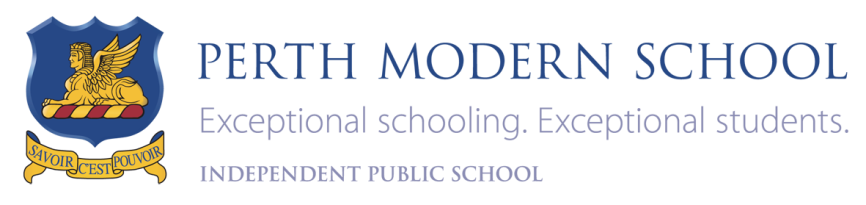 PERTH MODERN SCHOOL
Exceptional schooling. Exceptional students.
INDEPENDENT PUBLIC SCHOOL
SAVOIR C'EST POUVOIR